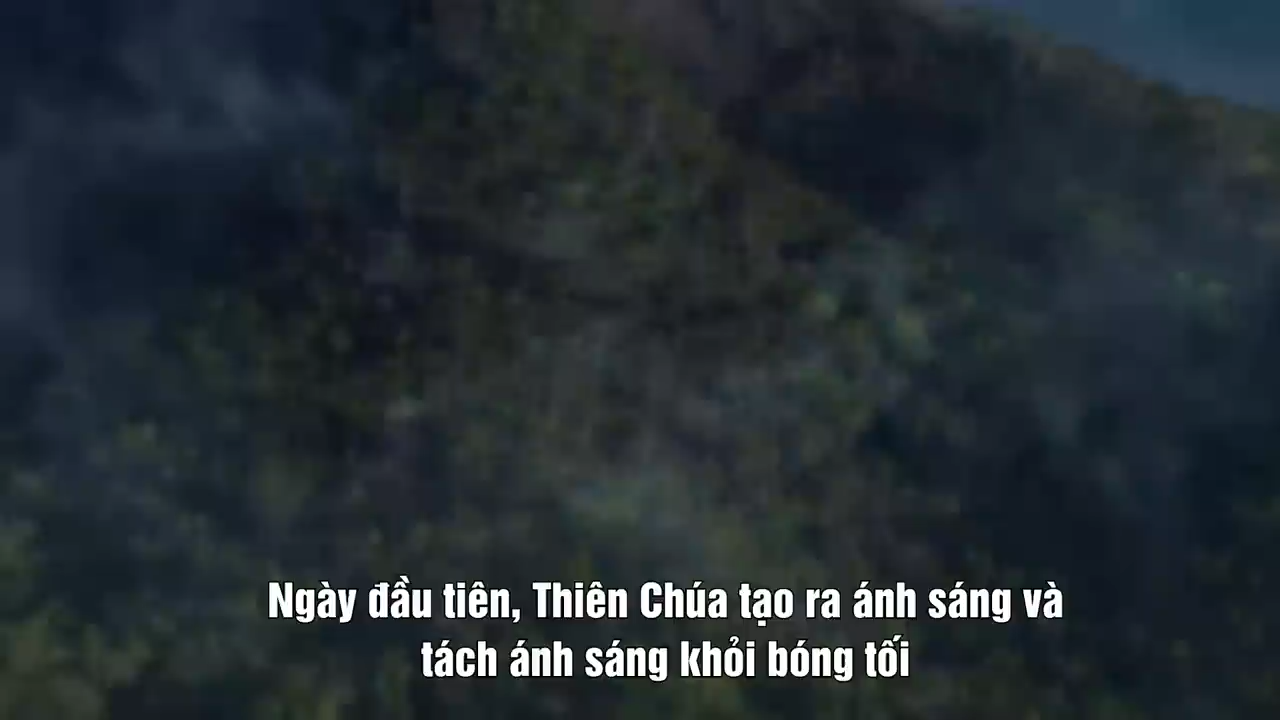 Ngày đầu tiên, Thiên Chúa tạo ra ánh sáng và
tách ánh sáng khỏi bóng tối